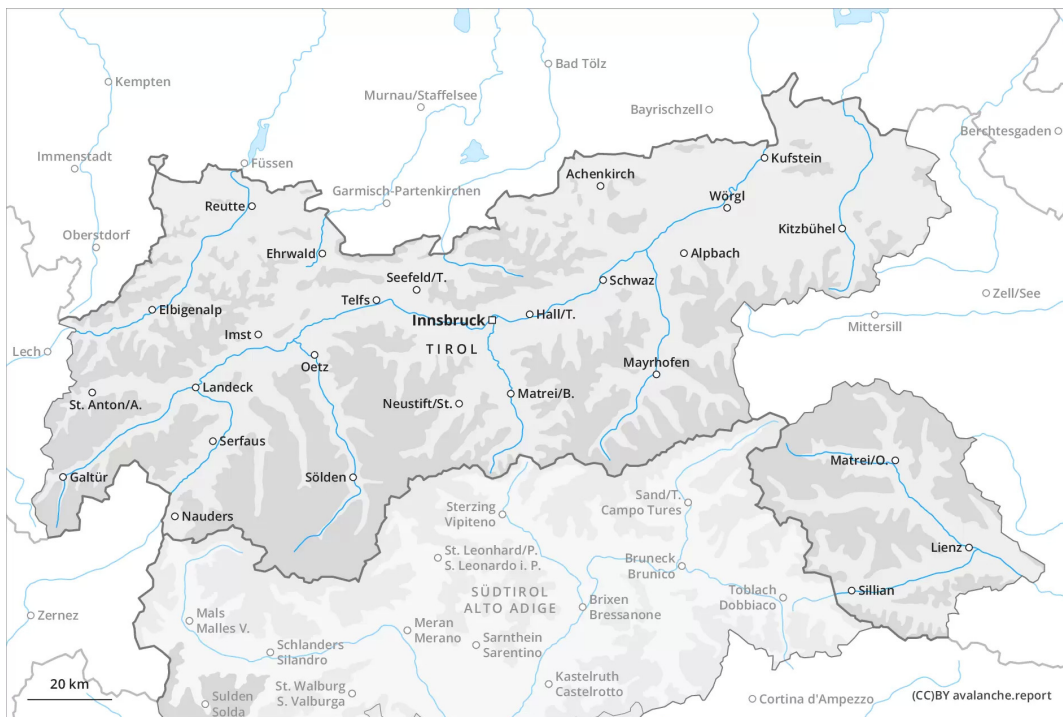 Kempten
Bad Tölz
Murnau/Staffelsee
Bayrischzell
Berchtesgaden
Immenstadt
Füssen
Kufstein
Achenkirch
Garmisch-Partenkirchen
Reutte
Wörgl
Oberstdorf
Kitzbühel
Ehrwald
Alpbach
Seefeld/T.
Schwaz
Zell/See
Telfs
Elbigenalp
Innsbruck
Hall/T.
Mittersill
Imst
TIROL
Lech
Oetz
Mayrhofen
Landeck
St. Anton/A.
Neustift/St.
Matrei/B.
Serfaus
Matrei/O.
Galtür
Sölden
Sand/T.
Campo Tures
Sterzing
Vipiteno
Nauders
Lienz
St. Leonhard/P.
S. Leonardo i. P.
Bruneck
Brunico
SÜDTIROL
ALTO ADIGE
Toblach
Dobbiaco
Sillian
Brixen
Bressanone
Zernez
Mals
Malles V.
Meran
Merano
Sarnthein
Sarentino
Schlanders
Silandro
Kastelruth
Castelrotto
20 km
St. Walburg
S. Valburga
Sulden
Solda
Cortina d'Ampezzo
(CC)BY avalanche.report